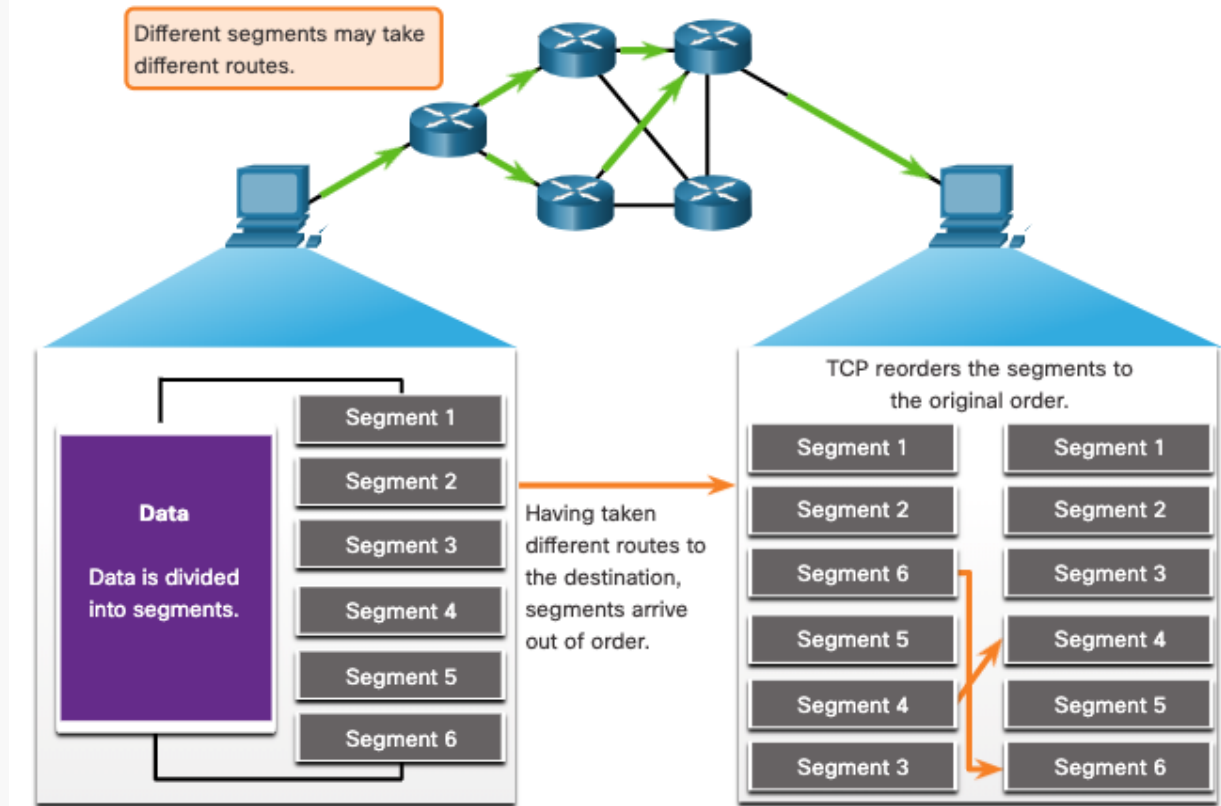 Different segments may take
different routes.
Data
Data is divided
into segments.
Segment 1
Segment 2
Segment 3
Segment 4
Segment 5
Segment 6
Having taken
different routes to
the destination,
segments arrive
out of order.
TCP reorders the segments to
the original order.
Segment 1
Segment 2
Segment 6
Segment 5
Segment 4
Segment 3
Segment 1
Segment 2
Segment 3
Segment 4
Segment 5
Segment 6